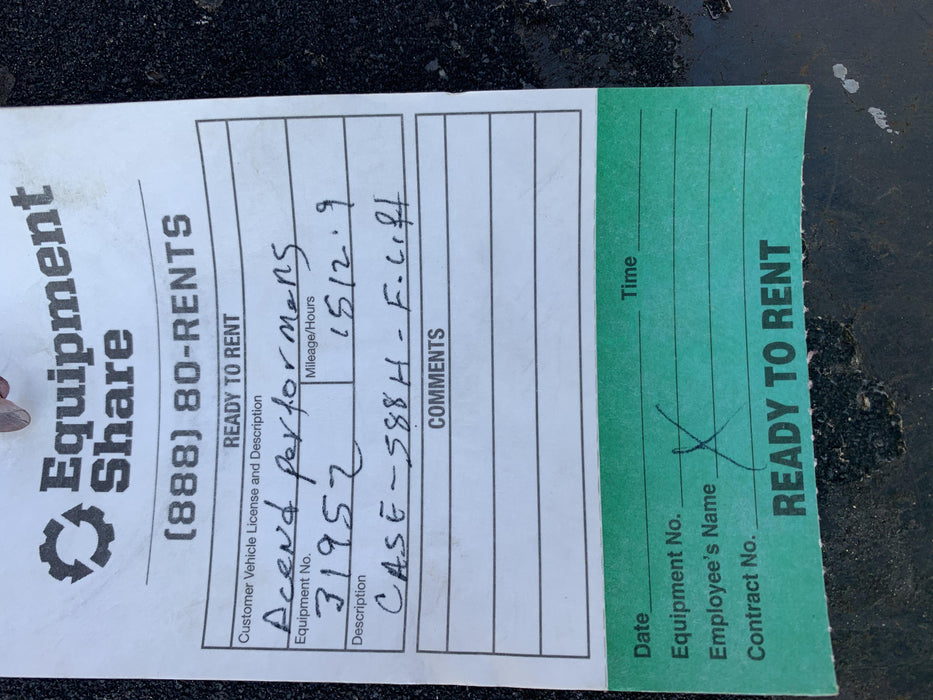 Equipment
Share
(888) 80-RENTS
READY TO RENT
Customer Vehicle License and Description
Acend performens
Equipment No.
Mileage/Hours
31952
1512.9
Description
CASE-588H-F.Lift
COMMENTS
Date Time
Equipment No.
Employee's Name
X
Contract No.
READY TO RENT